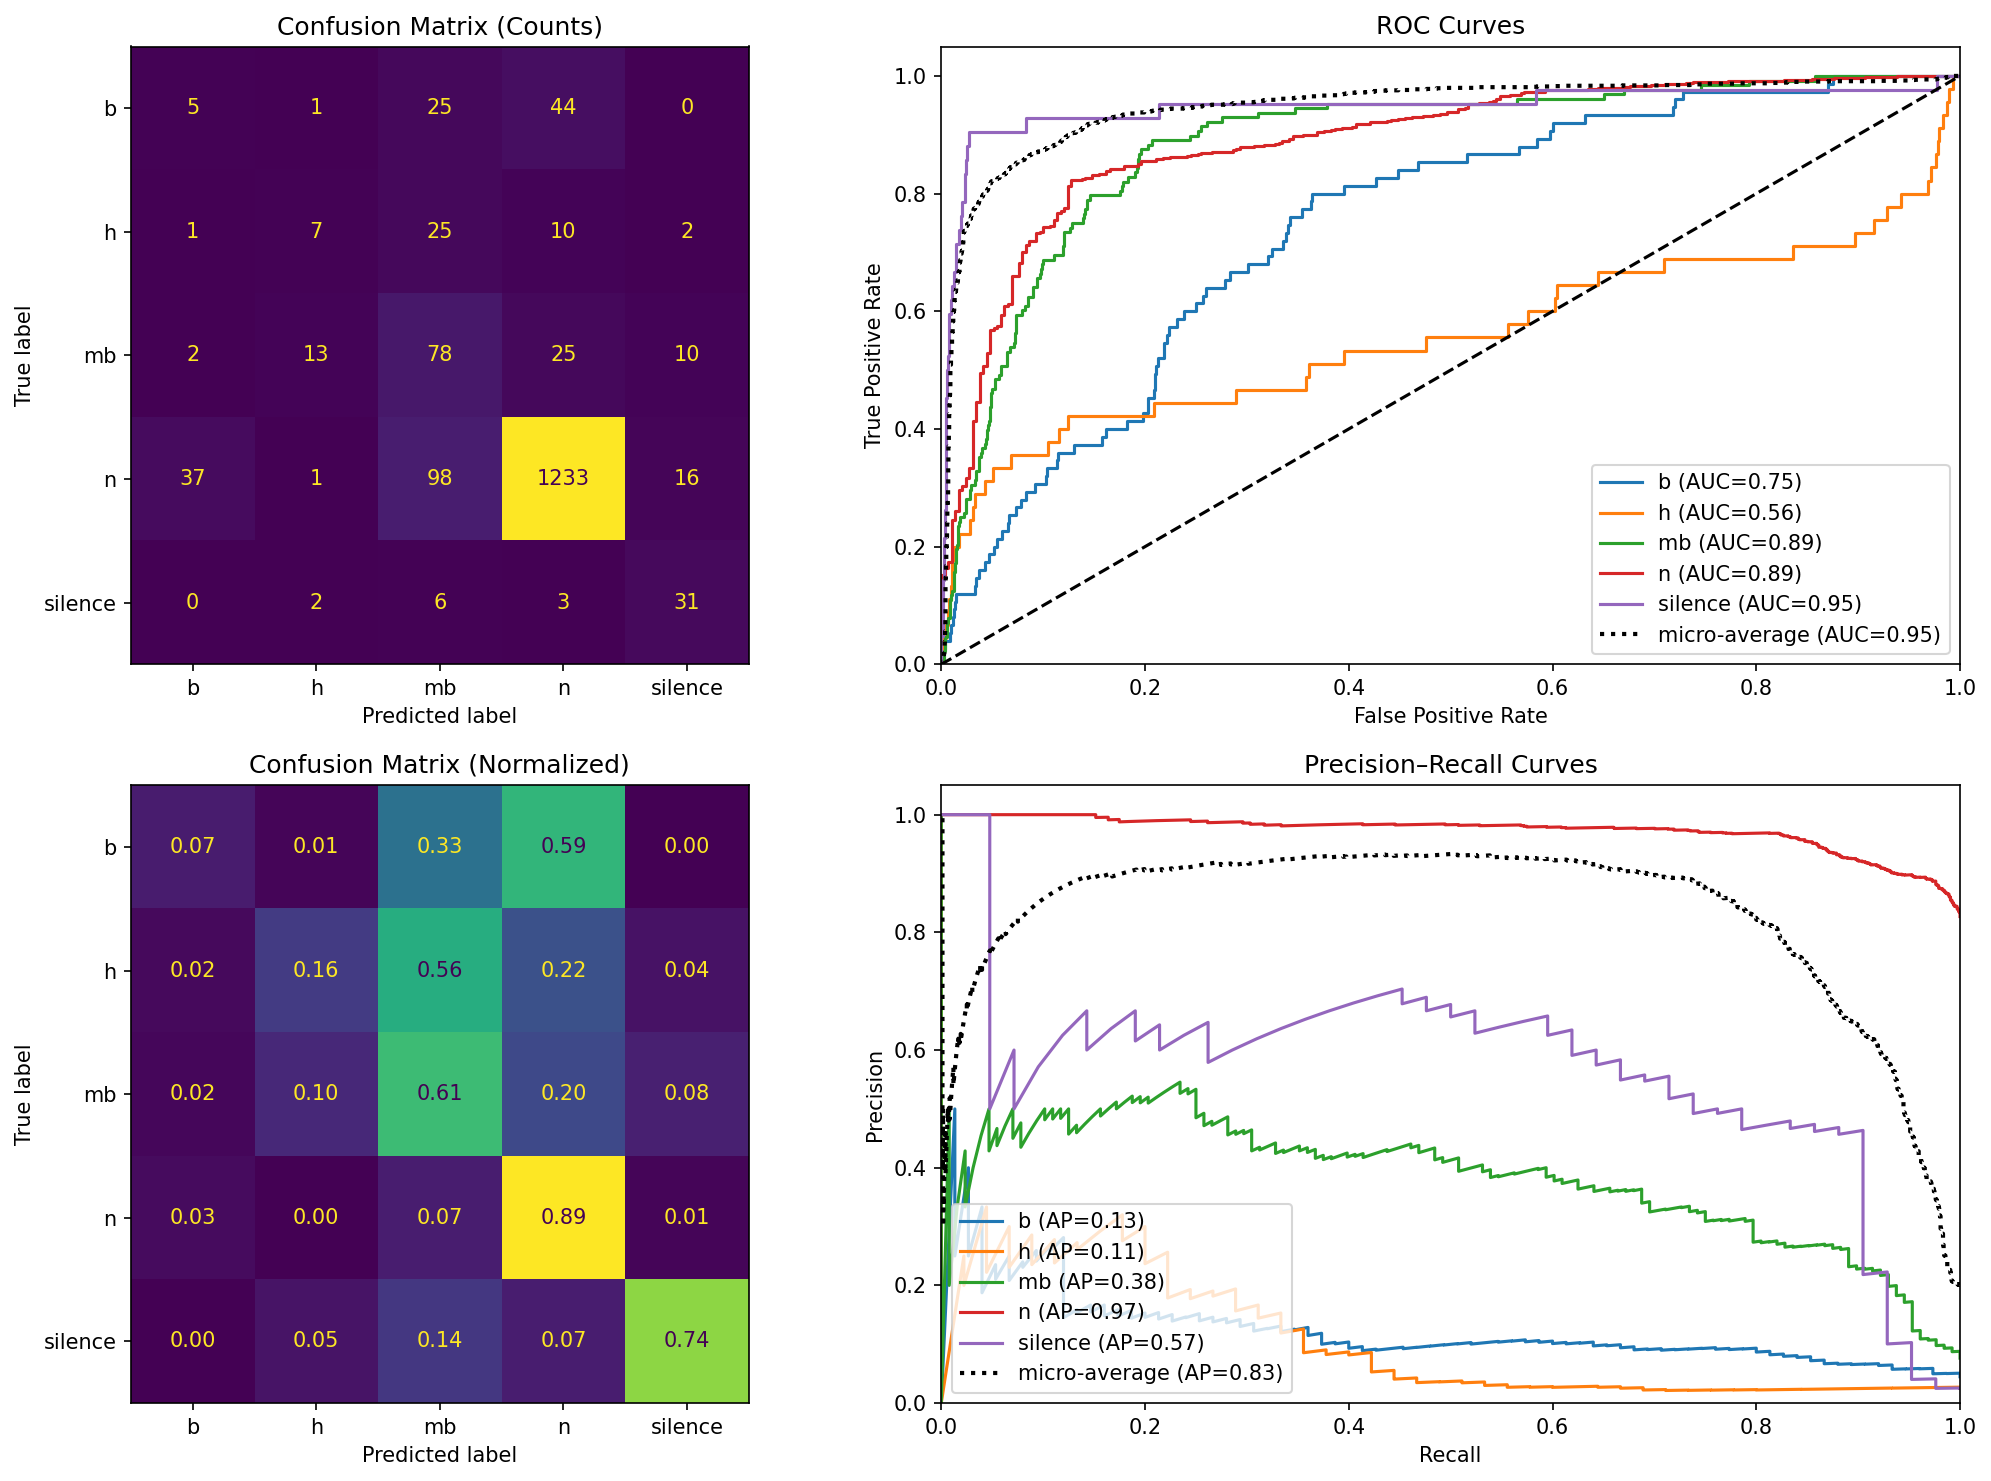 Confusion Matrix (Counts)
True label
b 5 1 25 44 0
h 1 7 25 10 2
mb 2 13 78 25 10
n 37 1 98 1233 16
silence 0 2 6 3 31
b h mb n silence
Predicted label
ROC Curves
True Positive Rate
1.0
0.8
0.6
0.4
0.2
0.0
b (AUC=0.75)
h (AUC=0.56)
mb (AUC=0.89)
n (AUC=0.89)
silence (AUC=0.95)
micro-average (AUC=0.95)
0.0 0.2 0.4 0.6 0.8 1.0
False Positive Rate
Confusion Matrix (Normalized)
True label
b 0.07 0.01 0.33 0.59 0.00
h 0.02 0.16 0.56 0.22 0.04
mb 0.02 0.10 0.61 0.20 0.08
n 0.03 0.00 0.07 0.89 0.01
silence 0.00 0.05 0.14 0.07 0.74
b h mb n silence
Predicted label
Precision–Recall Curves
Precision
1.0
0.8
0.6
0.4
0.2
0.0
b (AP=0.13)
h (AP=0.11)
mb (AP=0.38)
n (AP=0.97)
silence (AP=0.57)
micro-average (AP=0.83)
0.0 0.2 0.4 0.6 0.8 1.0
Recall